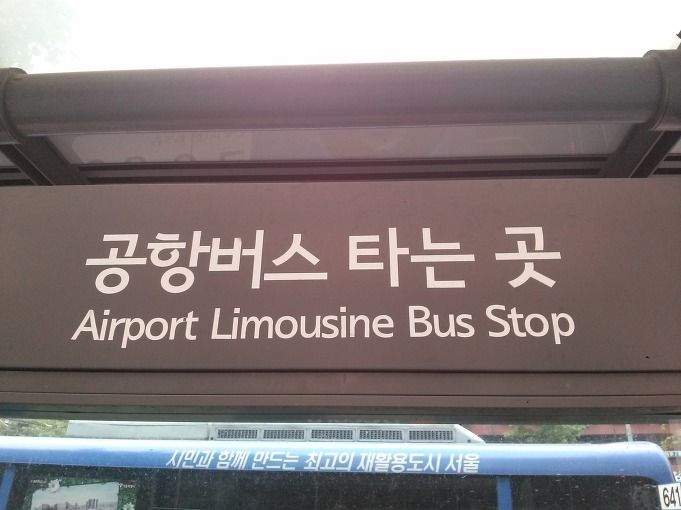 공항버스 타는 곳
Airport Limousine Bus Stop
시민과 함께 만드는 최고의 재활용도시 서울
641